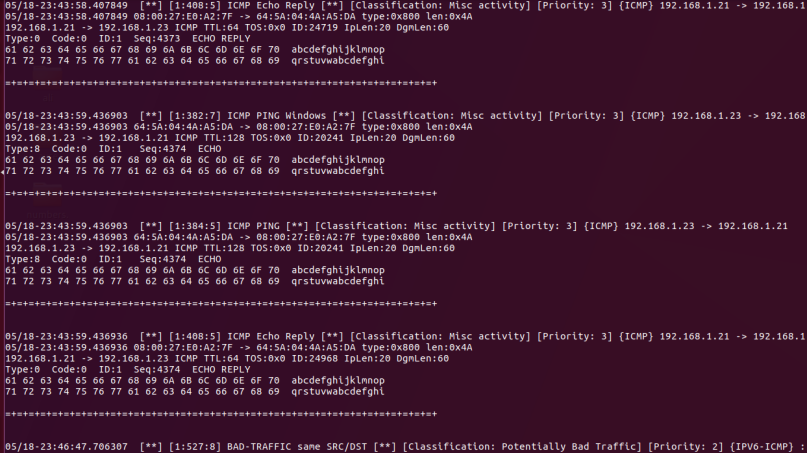 05/18-23:43:58.407849  [**] [1:408:5] ICMP Echo Reply [**] [Classification: Misc activity] [Priority: 3] {ICMP} 192.168.1.21 -> 192.168.1
05/18-23:43:58.407849 08:00:27:E0:A2:7F -> 64:5A:04:4A:A5:DA type:0x800 len:0x4A
192.168.1.21 -> 192.168.1.23 ICMP TTL:64 TOS:0x0 ID:24719 IpLen:20 DgmLen:60
Type:0  Code:0  ID:1  Seq:4373  ECHO REPLY
61 62 63 64 65 66 67 68 69 6A 6B 6C 6D 6E 6F 70  abcdefghijklmnop
71 72 73 74 75 76 77 61 62 63 64 65 66 67 68 69  qrstuvwabcdefghi
=+=+=+=+=+=+=+=+=+=+=+=+=+=+=+=+=+=+=+=+=+=+=+=+=+=+=+=+=+=+=+=+=+=+=+=+=+
05/18-23:43:59.436903  [**] [1:382:7] ICMP PING Windows [**] [Classification: Misc activity] [Priority: 3] {ICMP} 192.168.1.23 -> 192.168
05/18-23:43:59.436903 64:5A:04:4A:A5:DA -> 08:00:27:E0:A2:7F type:0x800 len:0x4A
192.168.1.23 -> 192.168.1.21 ICMP TTL:128 TOS:0x0 ID:20241 IpLen:20 DgmLen:60
Type:8  Code:0  ID:1   Seq:4374  ECHO
61 62 63 64 65 66 67 68 69 6A 6B 6C 6D 6E 6F 70  abcdefghijklmnop
71 72 73 74 75 76 77 61 62 63 64 65 66 67 68 69  qrstuvwabcdefghi
=+=+=+=+=+=+=+=+=+=+=+=+=+=+=+=+=+=+=+=+=+=+=+=+=+=+=+=+=+=+=+=+=+=+=+=+=+
05/18-23:43:59.436903  [**] [1:384:5] ICMP PING [**] [Classification: Misc activity] [Priority: 3] {ICMP} 192.168.1.23 -> 192.168.1.21
05/18-23:43:59.436903 64:5A:04:4A:A5:DA -> 08:00:27:E0:A2:7F type:0x800 len:0x4A
192.168.1.23 -> 192.168.1.21 ICMP TTL:128 TOS:0x0 ID:20241 IpLen:20 DgmLen:60
Type:8  Code:0  ID:1   Seq:4374  ECHO
61 62 63 64 65 66 67 68 69 6A 6B 6C 6D 6E 6F 70  abcdefghijklmnop
71 72 73 74 75 76 77 61 62 63 64 65 66 67 68 69  qrstuvwabcdefghi
=+=+=+=+=+=+=+=+=+=+=+=+=+=+=+=+=+=+=+=+=+=+=+=+=+=+=+=+=+=+=+=+=+=+=+=+=+
05/18-23:43:59.436936  [**] [1:408:5] ICMP Echo Reply [**] [Classification: Misc activity] [Priority: 3] {ICMP} 192.168.1.21 -> 192.168.1
05/18-23:43:59.436936 08:00:27:E0:A2:7F -> 64:5A:04:4A:A5:DA type:0x800 len:0x4A
192.168.1.21 -> 192.168.1.23 ICMP TTL:64 TOS:0x0 ID:24968 IpLen:20 DgmLen:60
Type:0  Code:0  ID:1  Seq:4374  ECHO REPLY
61 62 63 64 65 66 67 68 69 6A 6B 6C 6D 6E 6F 70  abcdefghijklmnop
71 72 73 74 75 76 77 61 62 63 64 65 66 67 68 69  qrstuvwabcdefghi
=+=+=+=+=+=+=+=+=+=+=+=+=+=+=+=+=+=+=+=+=+=+=+=+=+=+=+=+=+=+=+=+=+=+=+=+=+
05/18-23:46:47.706307  [**] [1:527:8] BAD-TRAFFIC same SRC/DST [**] [Classification: Potentially Bad Traffic] [Priority: 2] {IPV6-ICMP} :